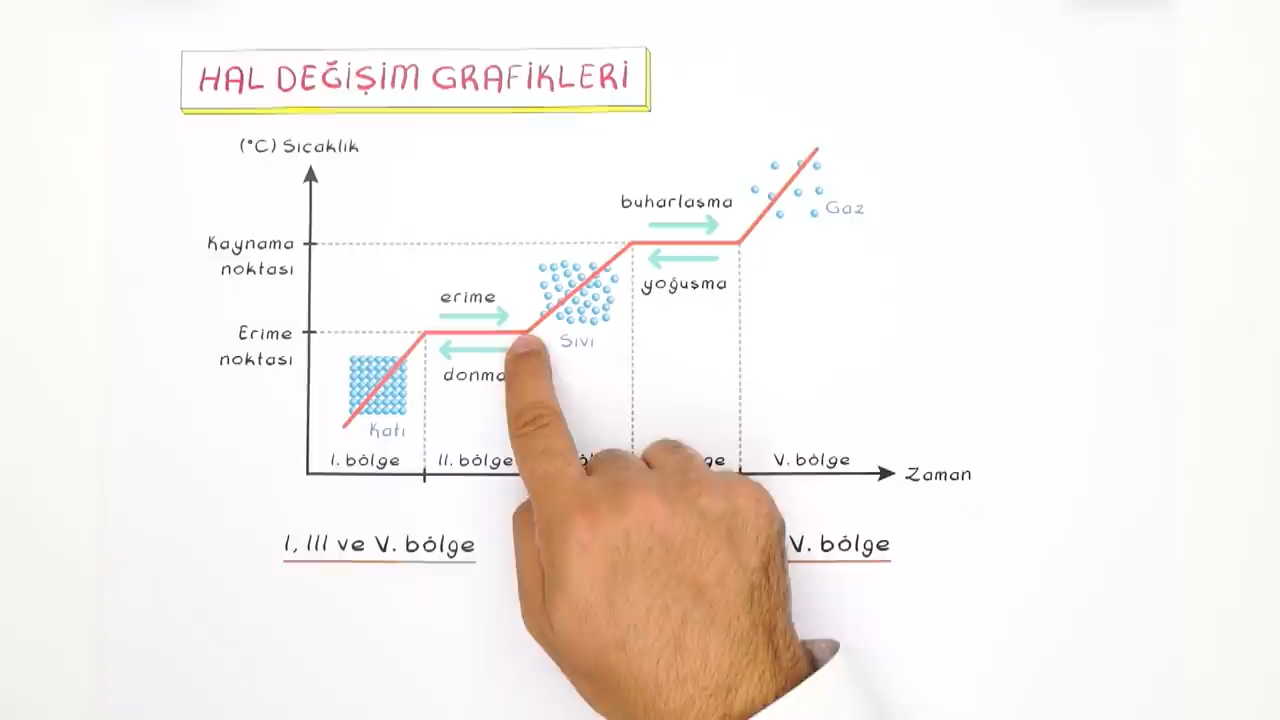 HAL DEĞİŞİM GRAFİKLERİ
(°C) Sıcaklık
buharlaşma
Gaz
Kaynama
noktası
yoğuşma
erime
Erime
noktası
Sıvı
donma
Katı
I. bölge
II. bölge
V. bölge
Zaman
I, III ve V. bölge
V. bölge